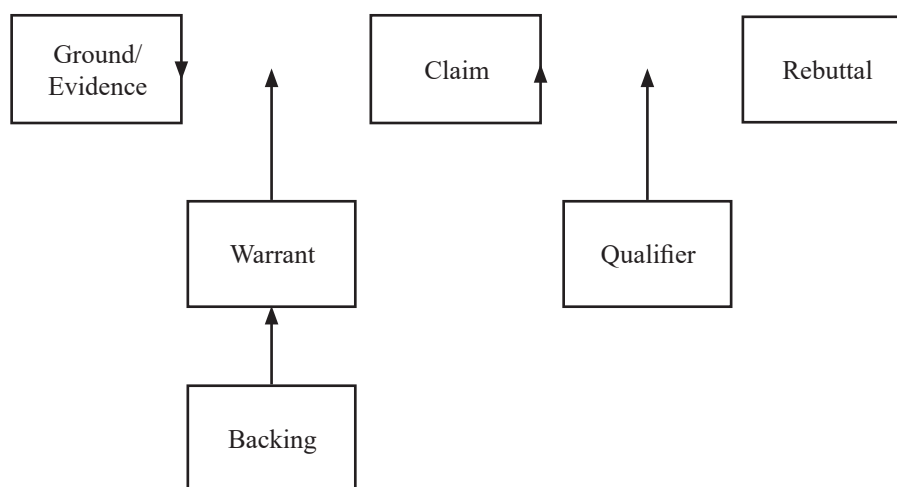 Ground/
Evidence
Claim
Rebuttal
Warrant
Qualifier
Backing